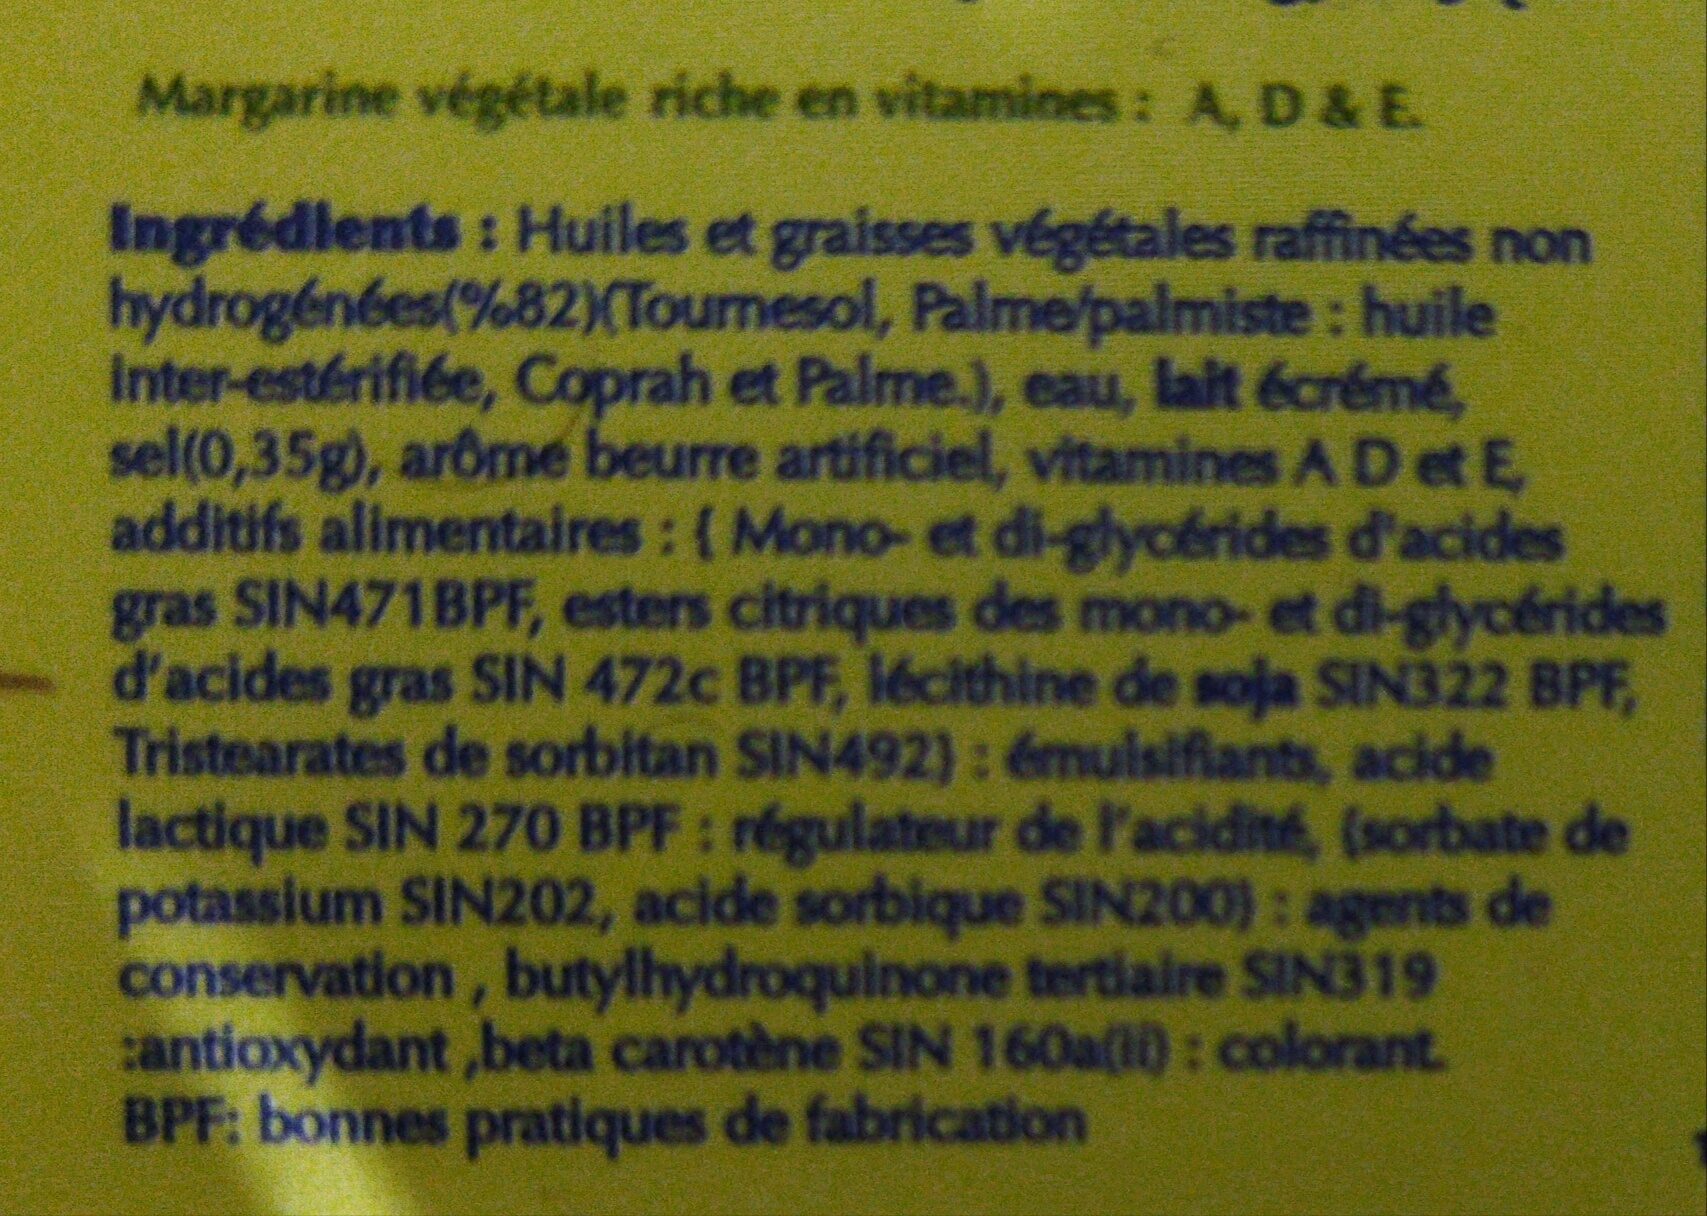 Margarine végétale riche en vitamines : A, D & E.
Ingrédients : Huiles et graisses végétales raffinées non
hydrogénées(%82)(Tournesol, Palme/palmiste : huile
inter-estérifiée, Coprah et Palme.), eau, lait écrémé,
sel(0,35g), arôme beurre artificiel, vitamines A D et E,
additifs alimentaires : ( Mono- et di-glycérides d'acides
gras SIN471BPF, esters citriques des mono- et di-glycérides
d'acides gras SIN 472c BPF, lécithine de soja SIN322 BPF,
Tristearates de sorbitan SIN492) : émulsifiants, acide
lactique SIN 270 BPF : régulateur de l'acidité, (sorbate de
potassium SIN202, acide sorbique SIN200) : agents de
conservation , butylhydroquinone tertiaire SIN319
:antioxydant ,beta carotène SIN 160a(ii) : colorant.
BPF: bonnes pratiques de fabrication